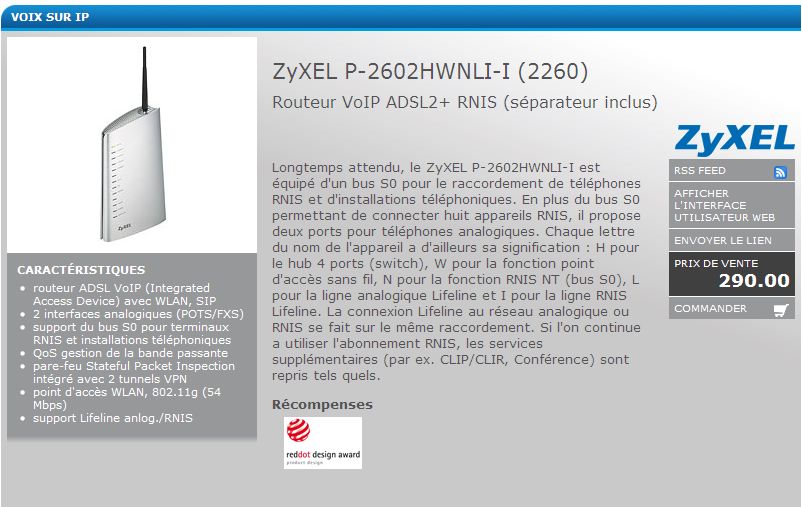 VOIX SUR IP
ZyXEL
CARACTÉRISTIQUES
routeur ADSL VoIP (Integrated
Access Device) avec WLAN, SIP
2 interfaces analogiques (POTS/FXS)
support du bus S0 pour terminaux
RNIS et installations téléphoniques
QoS gestion de la bande passante
pare-feu Stateful Packet Inspection
intégré avec 2 tunnels VPN
point d'accès WLAN, 802.11g (54
Mbps)
support Lifeline anlog./RNIS
ZyXEL P-2602HWNLI-I (2260)
Routeur VoIP ADSL2+ RNIS (séparateur inclus)
Longtemps attendu, le ZyXEL P-2602HWNLI-I est
équipé d'un bus S0 pour le raccordement de téléphones
RNIS et d'installations téléphoniques. En plus du bus S0
permettant de connecter huit appareils RNIS, il propose
deux ports pour téléphones analogiques. Chaque lettre
du nom de l'appareil a d'ailleurs sa signification : H pour
le hub 4 ports (switch), W pour la fonction point
d'accès sans fil, N pour la fonction RNIS NT (bus S0), L
pour la ligne analogique Lifeline et I pour la ligne RNIS
Lifeline. La connexion Lifeline au réseau analogique ou
RNIS se fait sur le même raccordement. Si l'on continue
a utiliser l'abonnement RNIS, les services
supplémentaires (par ex. CLIP/CLIR, Conférence) sont
repris tels quels.
Récompenses
reddot design award
product design
ZyXEL
RSS FEED
AFFICHER
L'INTERFACE
UTILISATEUR WEB
ENVOYER LE LIEN
PRIX DE VENTE
290.00
COMMANDER